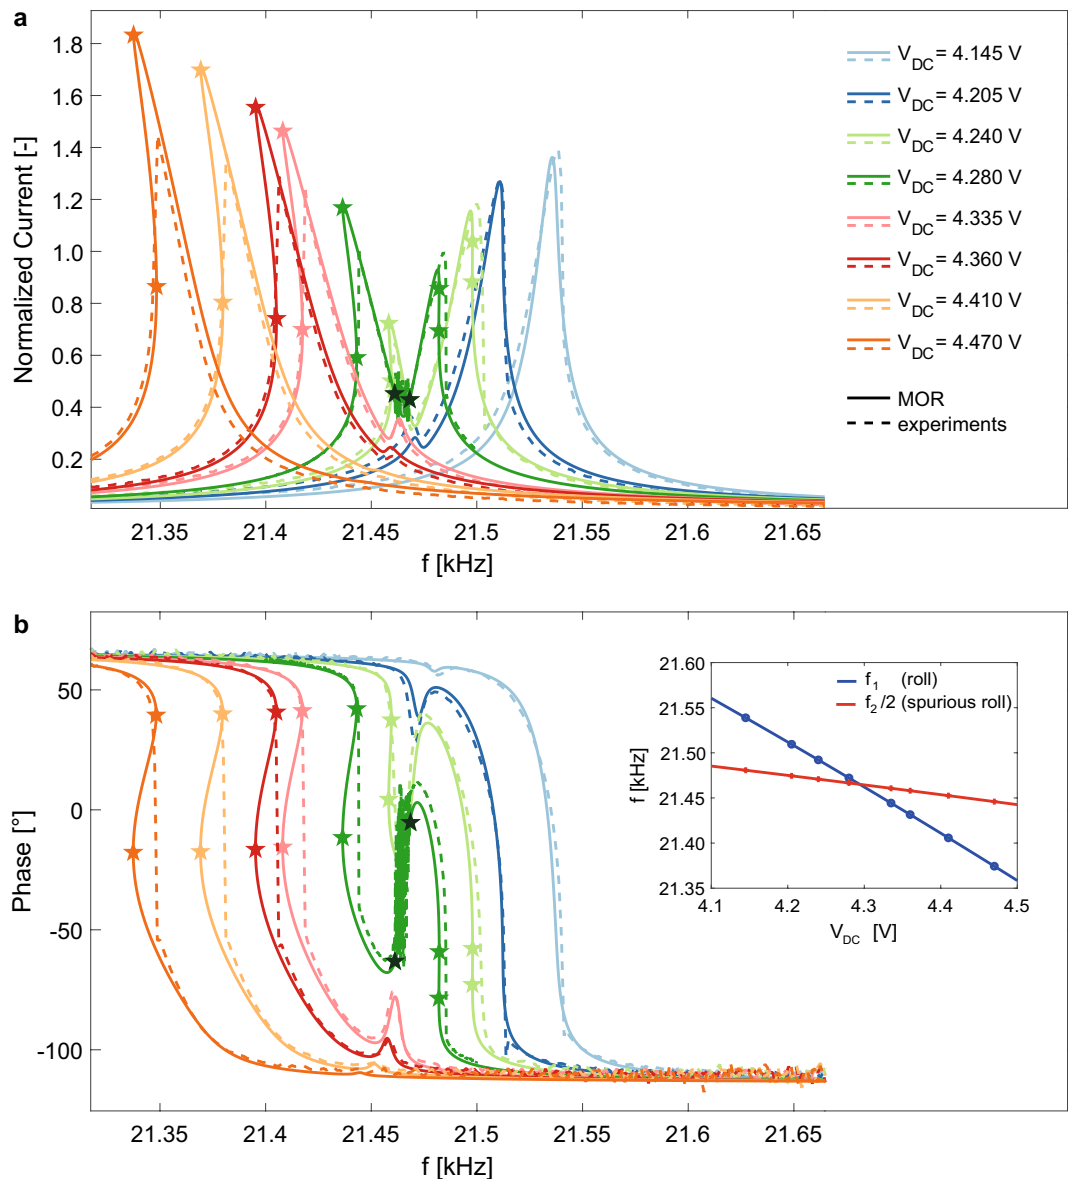 a
1.8
1.6
1.4
1.2
1.0
0.8
0.6
0.4
0.2
Normalized Current [-]
21.35 21.4 21.45 21.5 21.55 21.6 21.65
f [kHz]
V_DC = 4.145 V
V_DC = 4.205 V
V_DC = 4.240 V
V_DC = 4.280 V
V_DC = 4.335 V
V_DC = 4.360 V
V_DC = 4.410 V
V_DC = 4.470 V
MOR
experiments
b
50
0
-50
-100
Phase [°]
21.35 21.4 21.45 21.5 21.55 21.6 21.65
f [kHz]
21.60
21.55
21.50
21.45
21.40
21.35
f [kHz]
f_1 (roll)
f_2/2 (spurious roll)
4.1 4.2 4.3 4.4 4.5
V_DC [V]